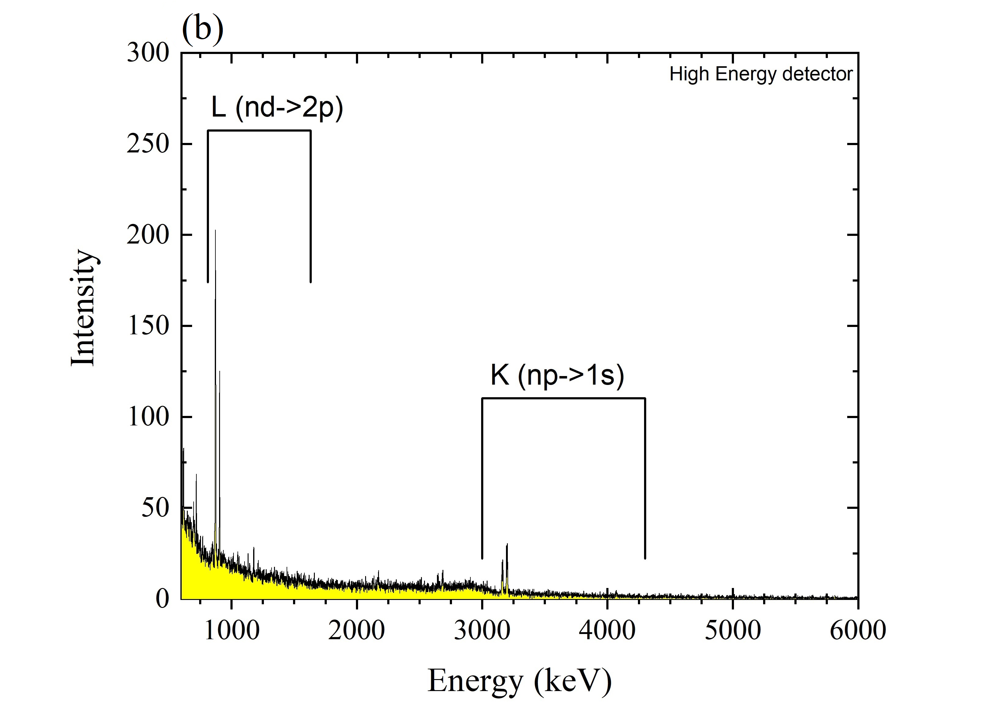 (b)
300
High Energy detector
L (nd->2p)
250
200
Intensity
150
K (np->1s)
100
50
0
1000 2000 3000 4000 5000 6000
Energy (keV)